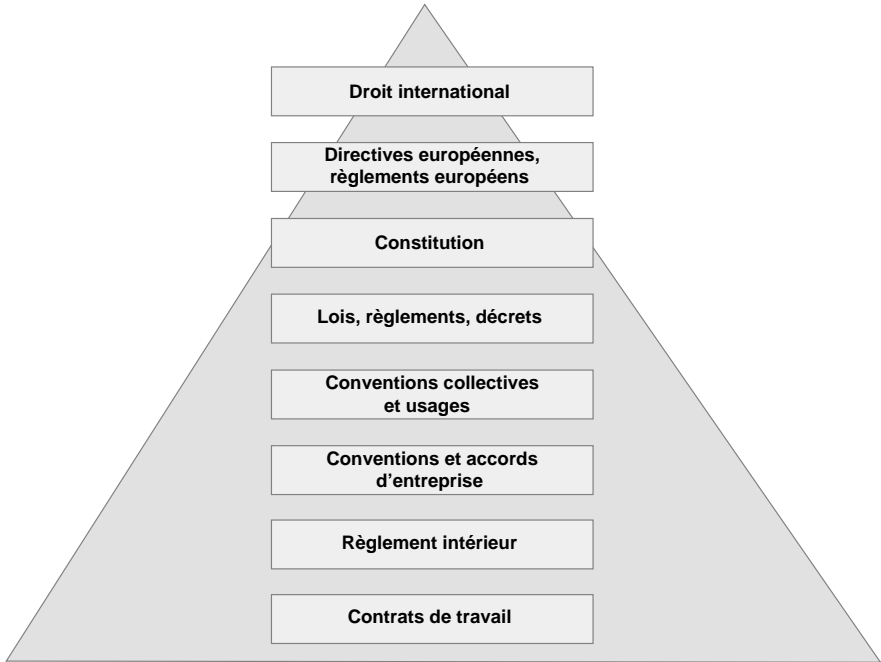 Droit international
Directives européennes,
règlements européens
Constitution
Lois, règlements, décrets
Conventions collectives
et usages
Conventions et accords
d’entreprise
Règlement intérieur
Contrats de travail